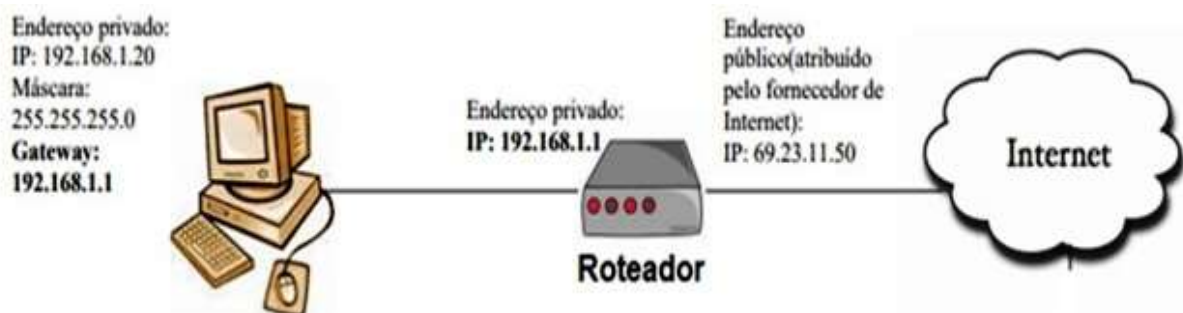 Endereço privado:
IP: 192.168.1.20
Máscara:
255.255.255.0
Gateway:
192.168.1.1
Endereço privado:
IP: 192.168.1.1
Roteador
Endereço
público(atribuído
pelo fornecedor de
Internet):
IP: 69.23.11.50
Internet